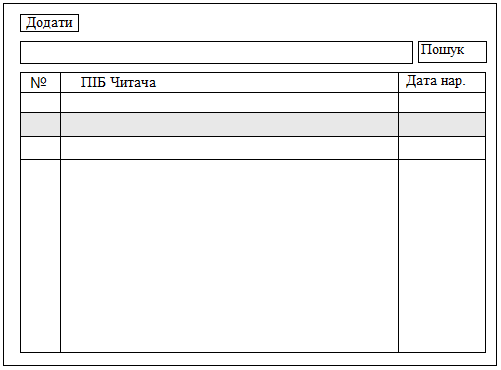 Додати
Пошук
№ ПІБ Читача Дата нар.